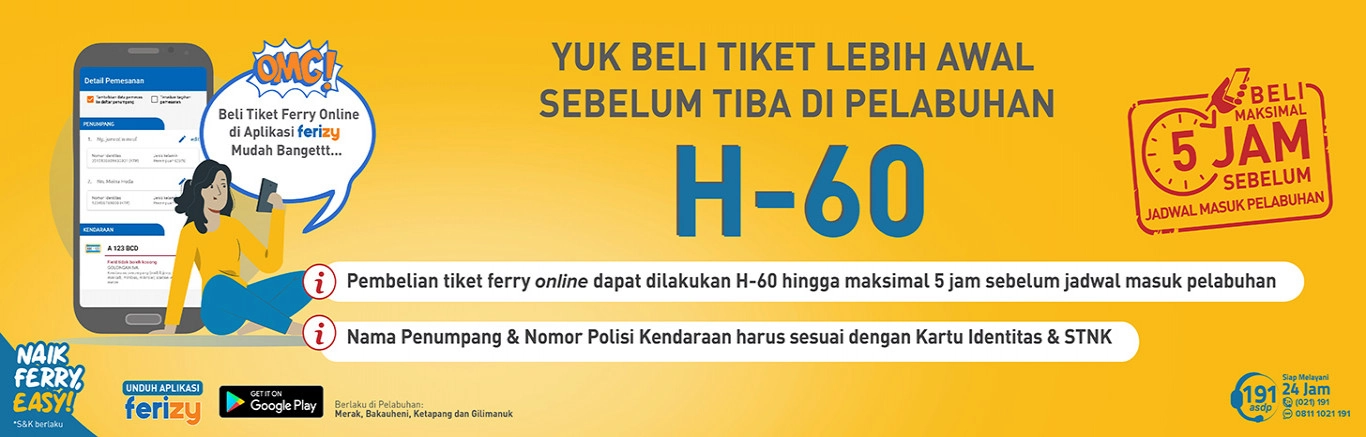 YUK BELI TIKET LEBIH AWAL
SEBELUM TIBA DI PELABUHAN
H-60
BELI
MAKSIMAL
5 JAM
SEBELUM
JADWAL MASUK PELABUHAN
OMG!
Beli Tiket Ferry Online
di Aplikasi ferizy
Mudah Bangettt...
Detail Pemesanan
PENUMPANG
KENDARAAN
A 123 BCD
i Pembelian tiket ferry online dapat dilakukan H-60 hingga maksimal 5 jam sebelum jadwal masuk pelabuhan
i Nama Penumpang & Nomor Polisi Kendaraan harus sesuai dengan Kartu Identitas & STNK
NAIK
FERRY,
EASY!
*S&K berlaku
UNDUH APLIKASI
ferizy
GET IT ON
Google Play
Berlaku di Pelabuhan:
Merak, Bakauheni, Ketapang dan Gilimanuk
191
asdp
Siap Melayani
24 Jam
(021) 191
0811 1021 191